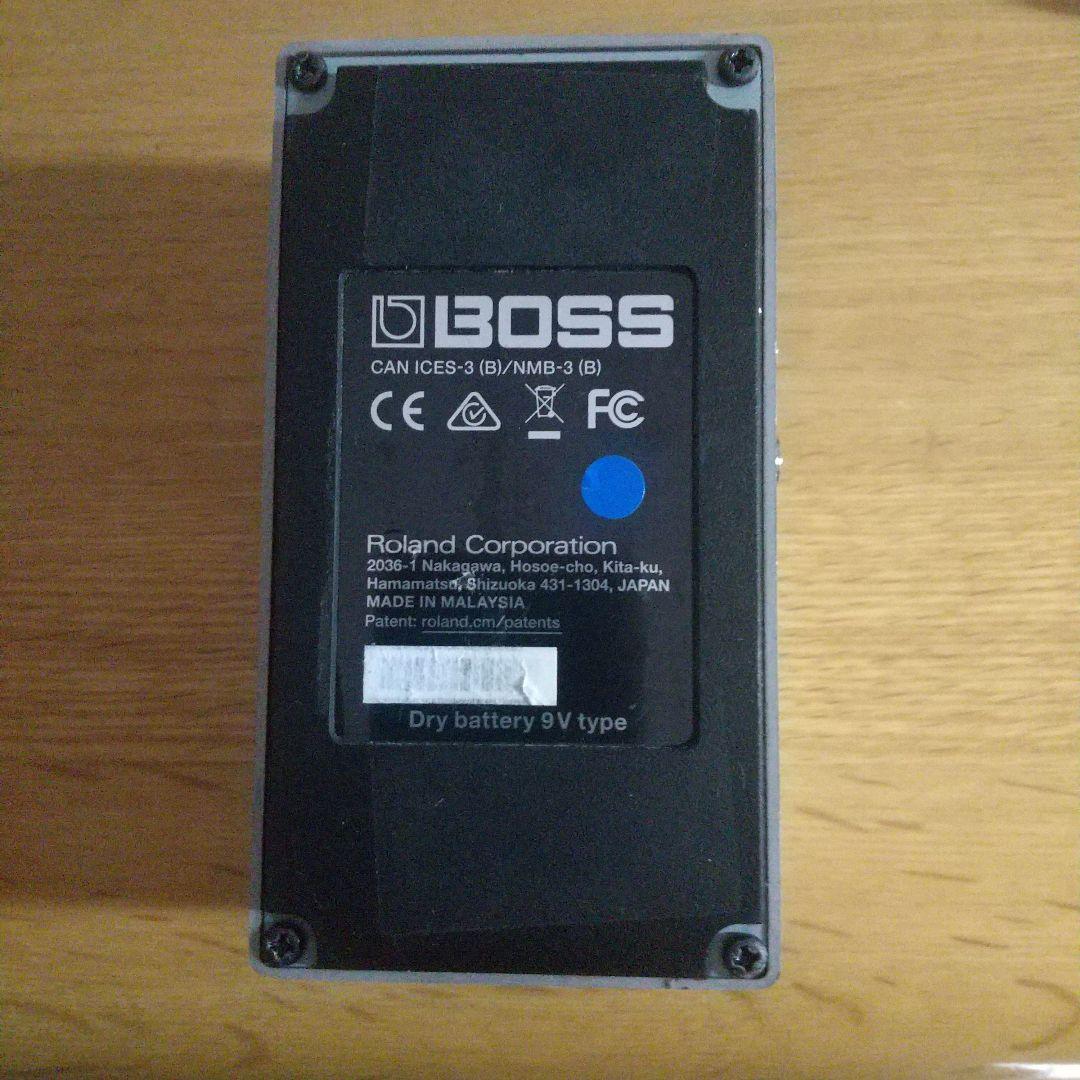 BOSS
CAN ICES-3 (B)/NMB-3 (B)
CE FC
Roland Corporation
2036-1 Nakagawa, Hosoe-cho, Kita-ku,
Hamamatsu, Shizuoka 431-1304, JAPAN
MADE IN MALAYSIA
Patent: roland.cm/patents
Dry battery 9V type